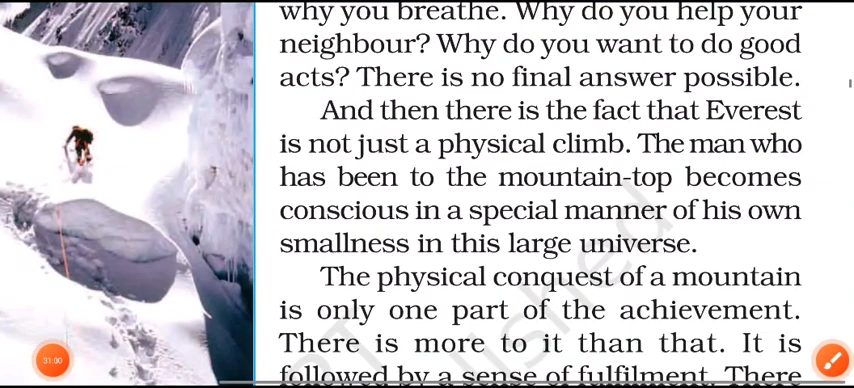 why you breathe. Why do you help your
neighbour? Why do you want to do good
acts? There is no final answer possible.
And then there is the fact that Everest
is not just a physical climb. The man who
has been to the mountain-top becomes
conscious in a special manner of his own
smallness in this large universe.
The physical conquest of a mountain
is only one part of the achievement.
There is more to it than that. It is
followed by a sense of fulfilment. There
31:00